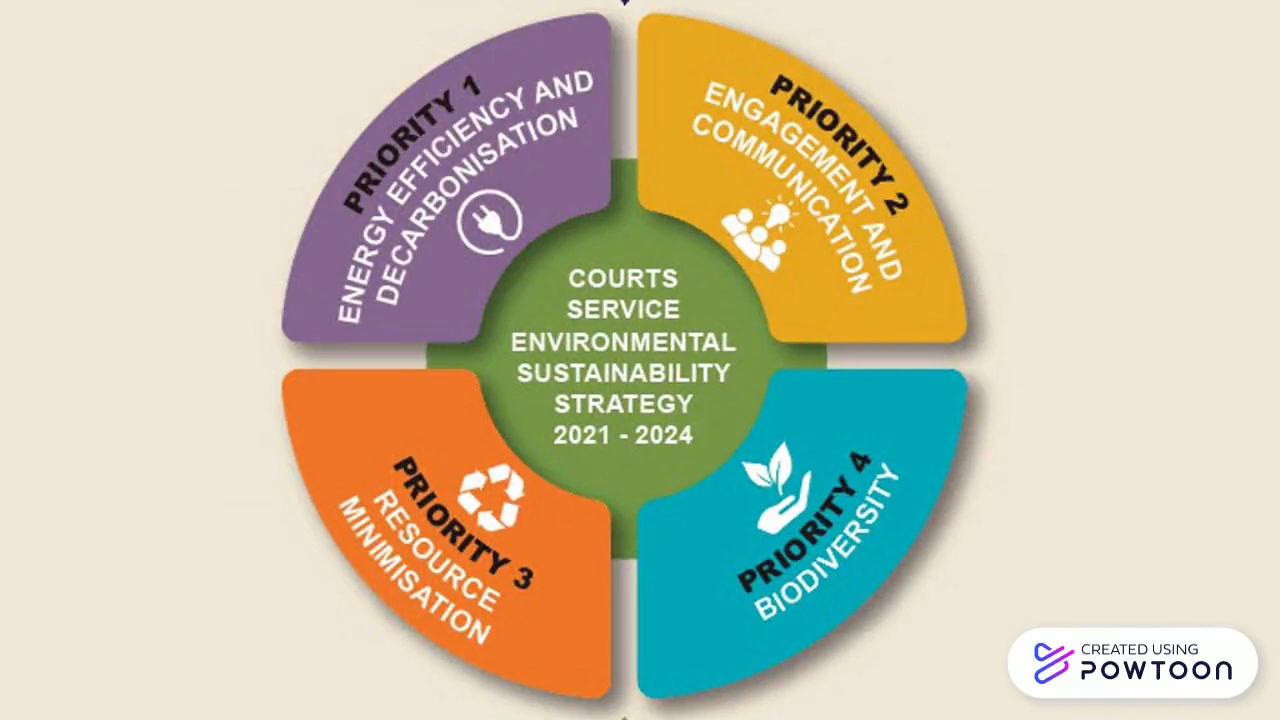 PRIORITY 1
ENERGY EFFICIENCY AND
DECARBONISATION
PRIORITY 2
ENGAGEMENT AND
COMMUNICATION
COURTS
SERVICE
ENVIRONMENTAL
SUSTAINABILITY
STRATEGY
2021 - 2024
PRIORITY 3
RESOURCE
MINIMISATION
PRIORITY 4
BIODIVERSITY
CREATED USING
POWTOON